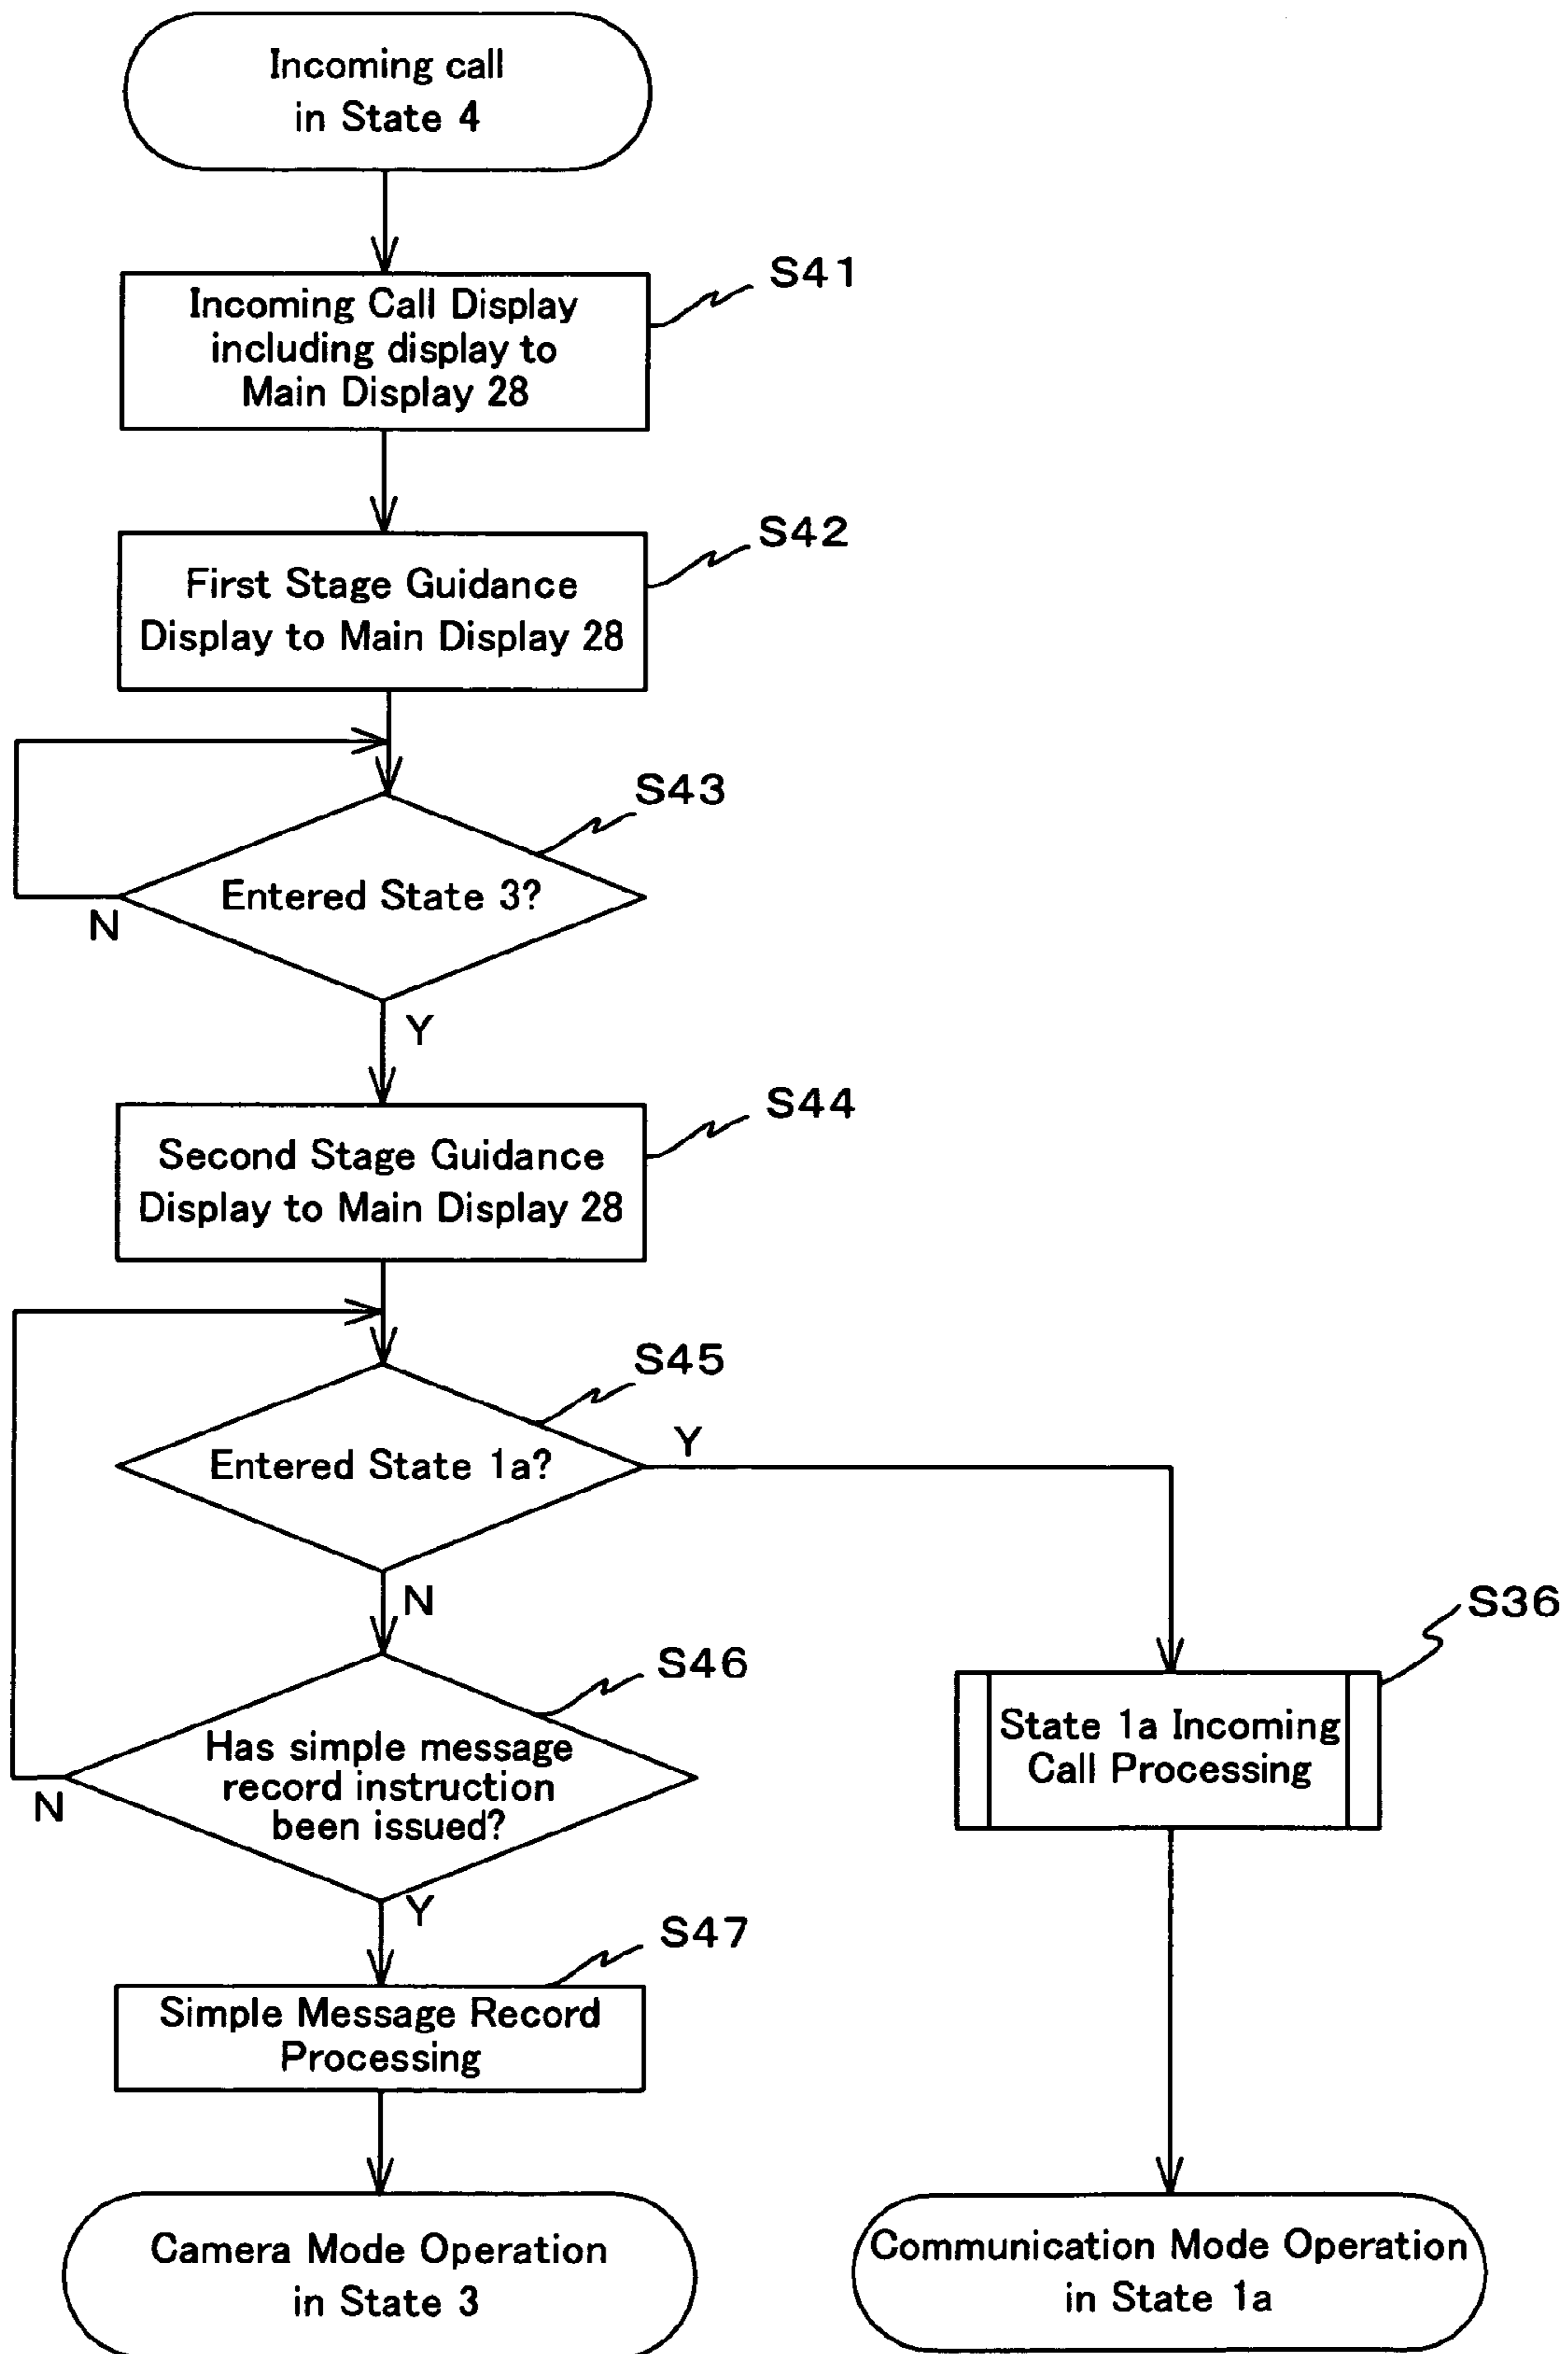 Incoming call
in State 4
S41
Incoming Call Display
including display to
Main Display 28
S42
First Stage Guidance
Display to Main Display 28
S43
Entered State 3?
N
Y
S44
Second Stage Guidance
Display to Main Display 28
S45
Entered State 1a?
Y
N
S36
State 1a Incoming
Call Processing
S46
Has simple message
record instruction
been issued?
N
Y
S47
Simple Message Record
Processing
Camera Mode Operation
in State 3
Communication Mode Operation
in State 1a